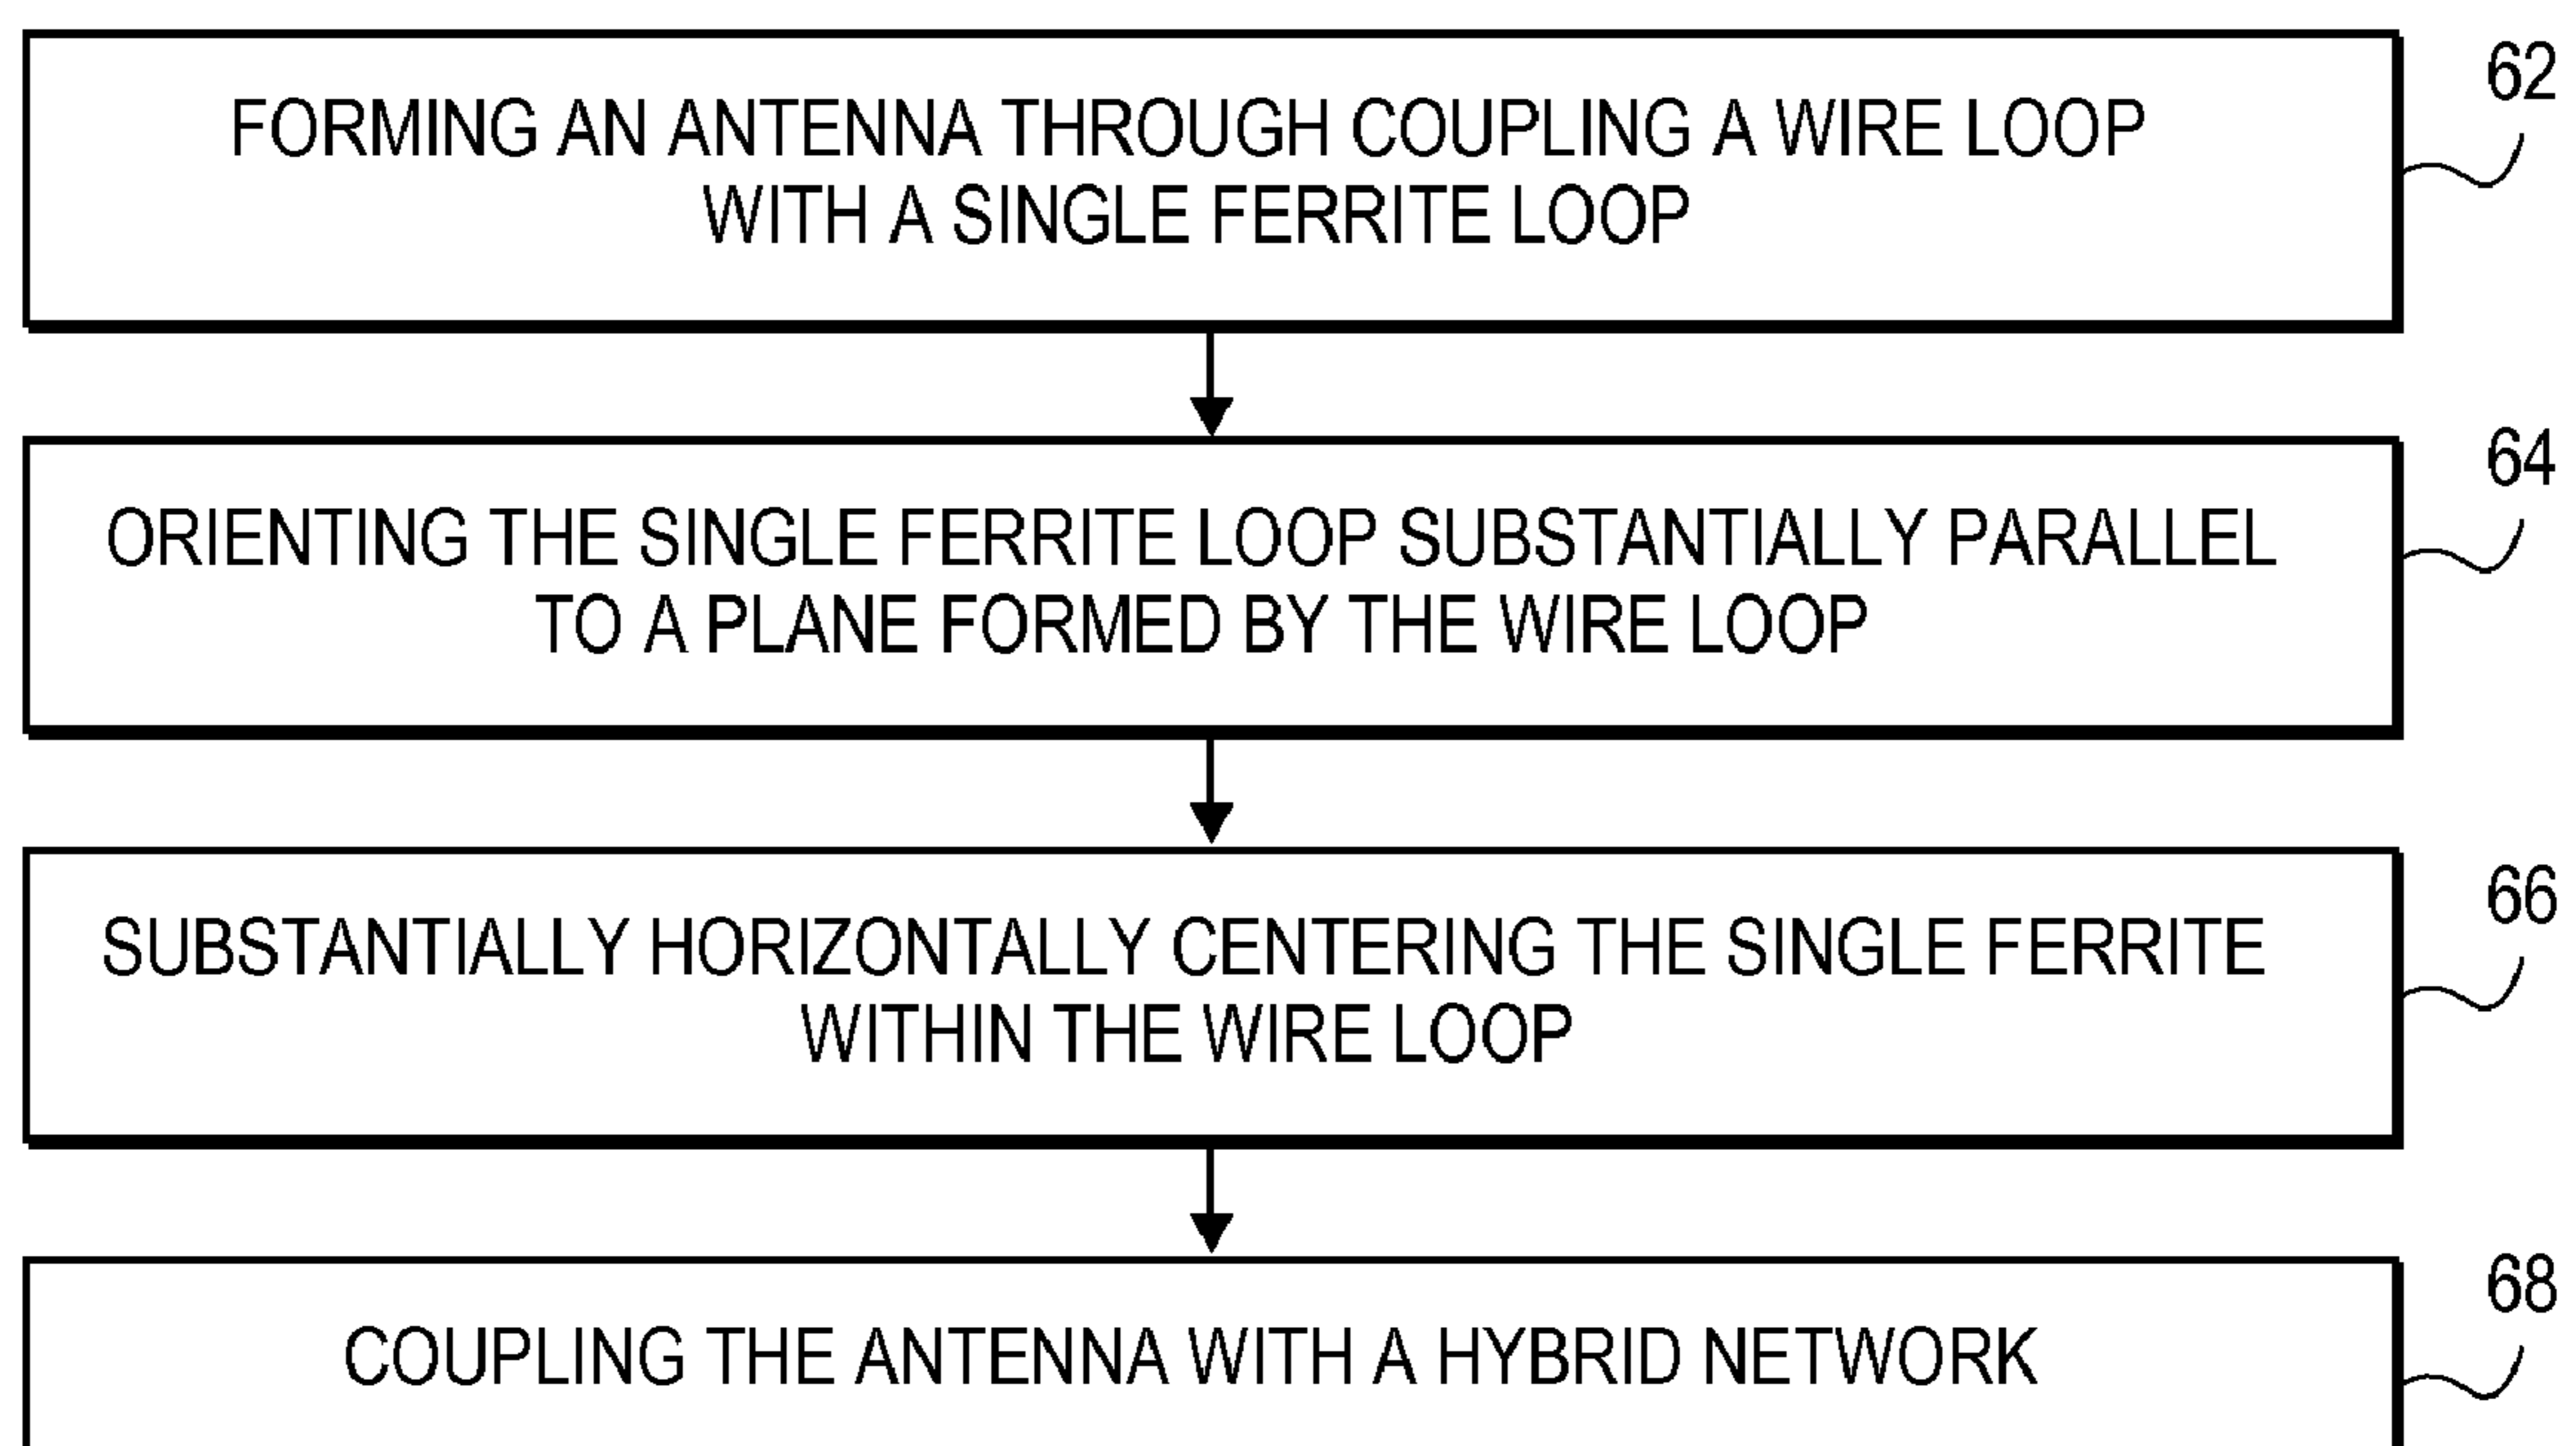 62
FORMING AN ANTENNA THROUGH COUPLING A WIRE LOOP
WITH A SINGLE FERRITE LOOP
64
ORIENTING THE SINGLE FERRITE LOOP SUBSTANTIALLY PARALLEL
TO A PLANE FORMED BY THE WIRE LOOP
66
SUBSTANTIALLY HORIZONTALLY CENTERING THE SINGLE FERRITE
WITHIN THE WIRE LOOP
68
COUPLING THE ANTENNA WITH A HYBRID NETWORK